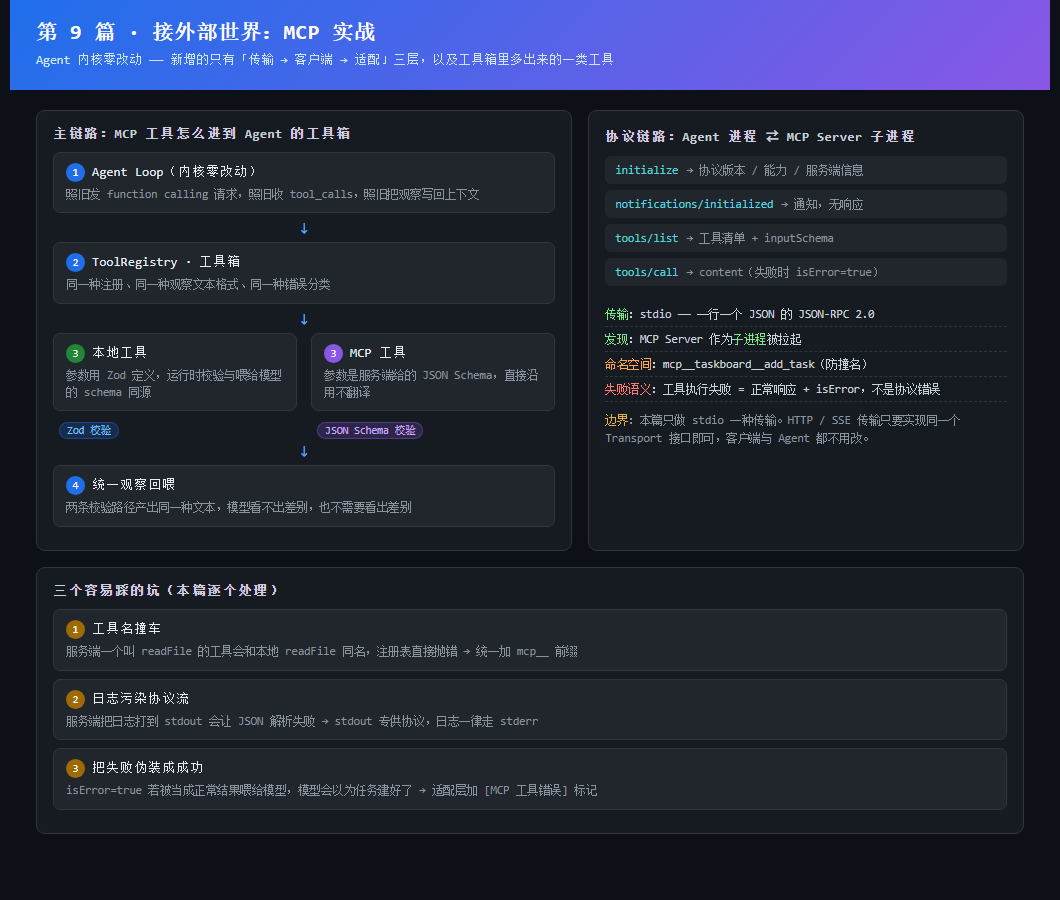 第 9 篇 · 接外部世界：MCP 实战
Agent 内核零改动 —— 新增的只有「传输 → 客户端 → 适配」三层，以及工具箱里多出来的一类工具
主链路：MCP 工具怎么进到 Agent 的工具箱
1 Agent Loop（内核零改动）
照旧发 function calling 请求，照旧收 tool_calls，照旧把观察写回上下文
↓
2 ToolRegistry · 工具箱
同一种注册、同一种观察文本格式、同一种错误分类
↓
3 本地工具
参数用 Zod 定义，运行时校验与喂给模型
的 schema 同源
Zod 校验
3 MCP 工具
参数是服务端给的 JSON Schema，直接沿
用不翻译
JSON Schema 校验
↓
4 统一观察回喂
两条校验路径产出同一种文本，模型看不出差别，也不需要看出差别
协议链路：Agent 进程 ⇄ MCP Server 子进程
initialize → 协议版本 / 能力 / 服务端信息
notifications/initialized → 通知，无响应
tools/list → 工具清单 + inputSchema
tools/call → content（失败时 isError=true）
传输：stdio —— 一行一个 JSON 的 JSON-RPC 2.0
发现：MCP Server 作为子进程被拉起
命名空间：mcp__taskboard__add_task（防撞名）
失败语义：工具执行失败 = 正常响应 + isError，不是协议错误
边界：本篇只做 stdio 一种传输。HTTP / SSE 传输只要实现同一个
Transport 接口即可，客户端与 Agent 都不用改。
三个容易踩的坑（本篇逐个处理）
1 工具名撞车
服务端一个叫 readFile 的工具会和本地 readFile 同名，注册表直接抛错 → 统一加 mcp__ 前缀
2 日志污染协议流
服务端把日志打到 stdout 会让 JSON 解析失败 → stdout 专供协议，日志一律走 stderr
3 把失败伪装成成功
isError=true 若被当成正常结果喂给模型，模型会以为任务建好了 → 适配层加 [MCP 工具错误] 标记